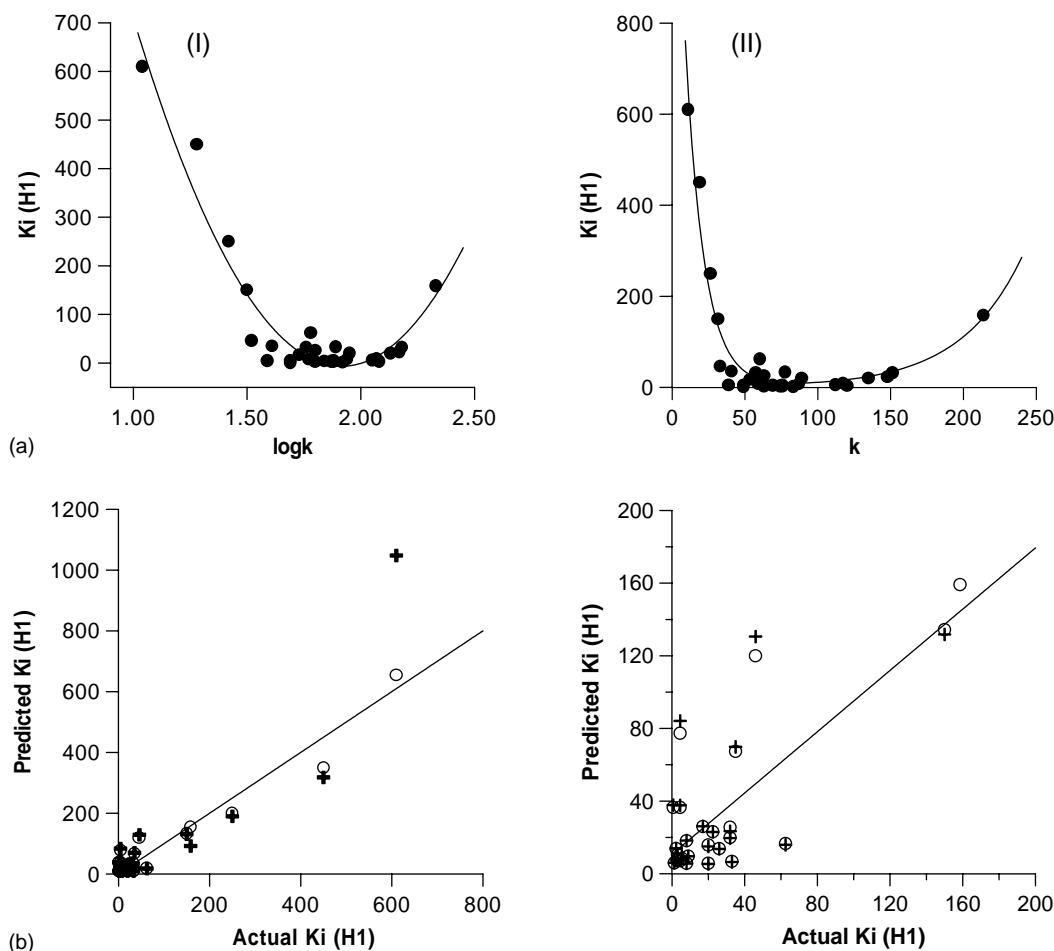 (I)
700
600
500
400
300
200
100
0
Ki (H1)
1.00 1.50 2.00 2.50
logk
(a)
(II)
800
600
400
200
0
Ki (H1)
0 50 100 150 200 250
k
1200
1000
800
600
400
200
0
Predicted Ki (H1)
0 200 400 600 800
Actual Ki (H1)
(b)
200
160
120
80
40
0
Predicted Ki (H1)
0 40 80 120 160 200
Actual Ki (H1)